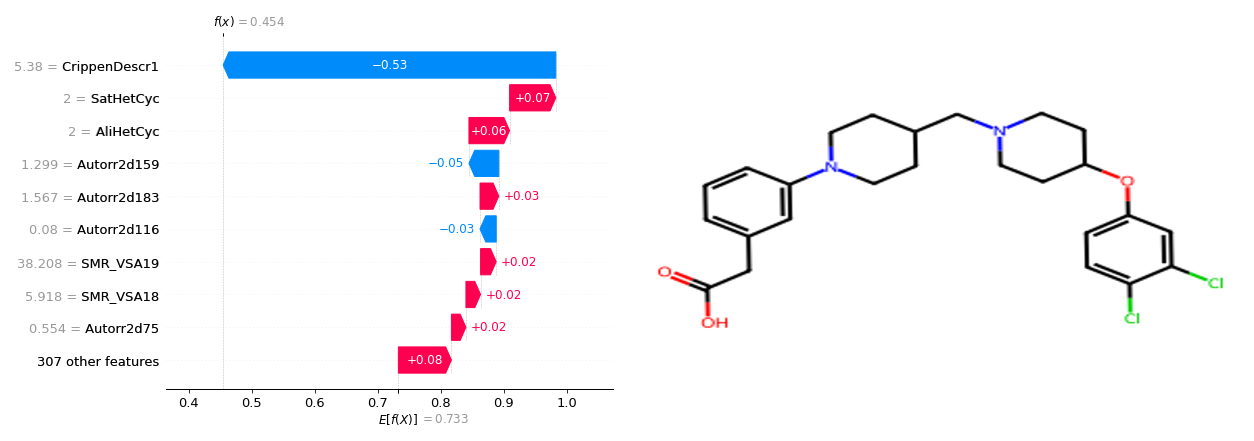 f(x) = 0.454
5.38 = CrippenDescr1
−0.53
2 = SatHetCyc
+0.07
2 = AliHetCyc
+0.06
1.299 = Autorr2d159
−0.05
1.567 = Autorr2d183
+0.03
0.08 = Autorr2d116
−0.03
38.208 = SMR_VSA19
+0.02
5.918 = SMR_VSA18
+0.02
0.554 = Autorr2d75
+0.02
307 other features
+0.08
0.4 0.5 0.6 0.7 0.8 0.9 1.0
E[f(X)] = 0.733
N
N
O
O
OH
Cl
Cl